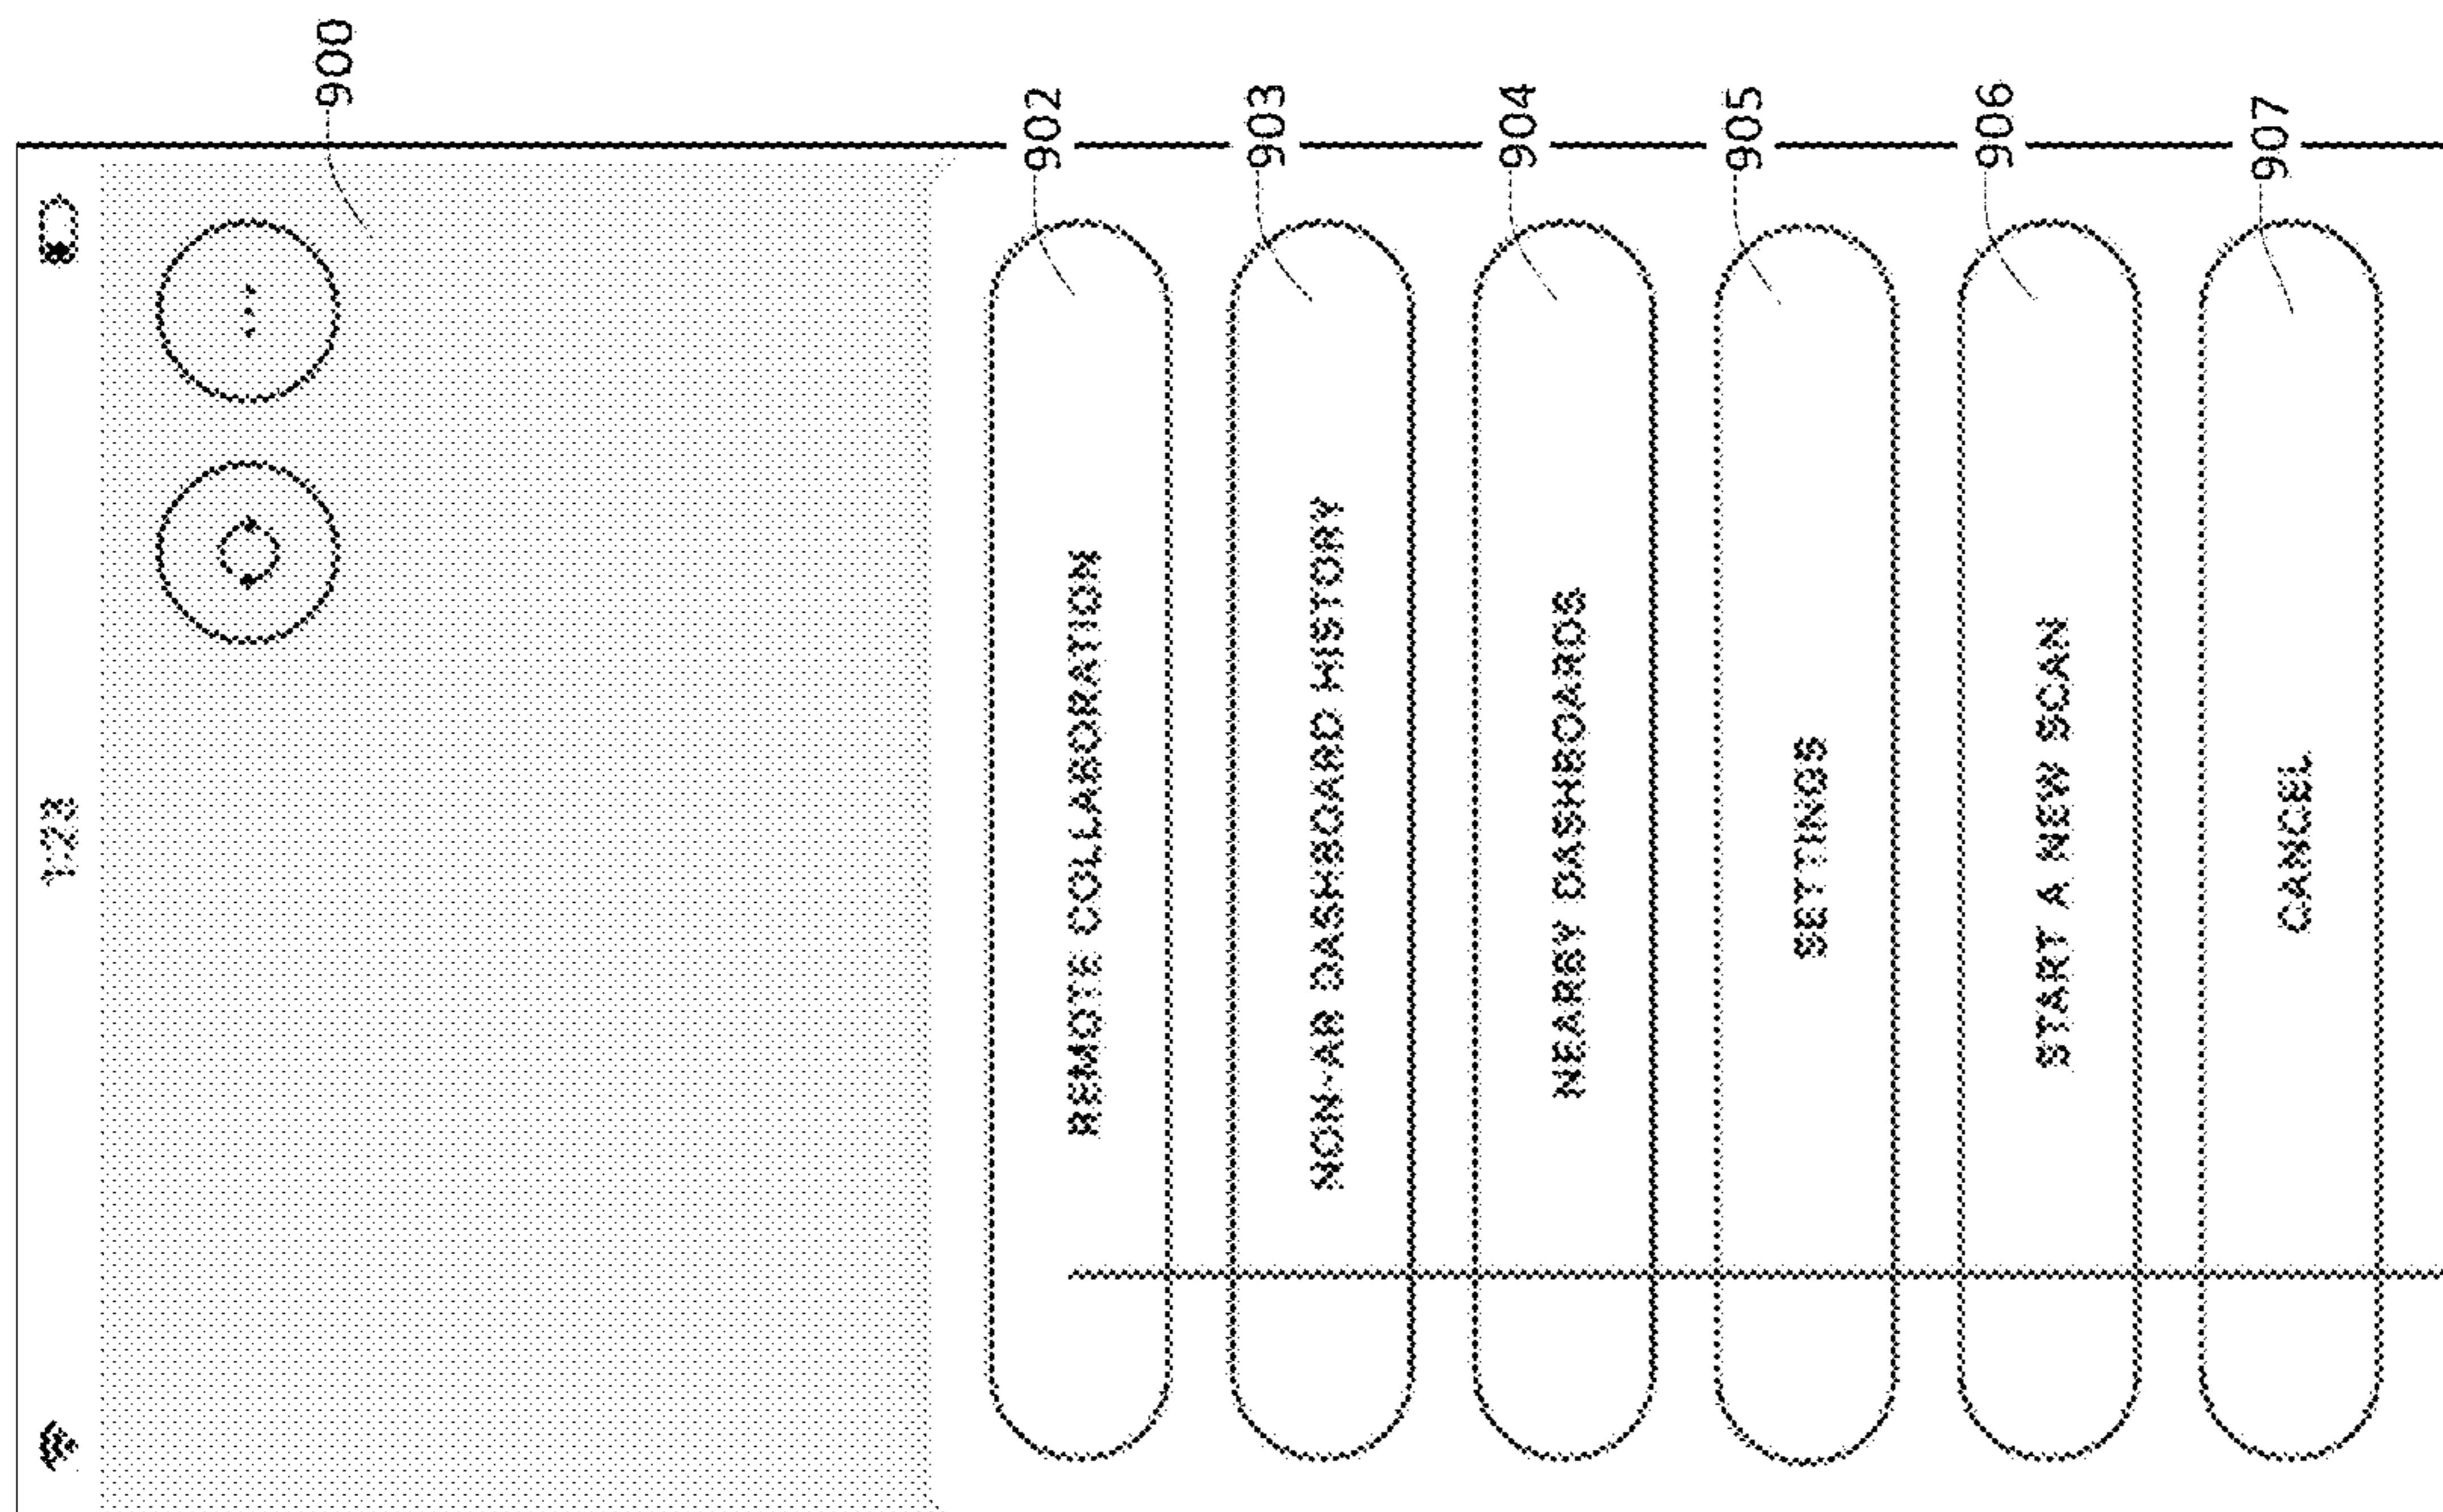 1:23
900
REMOTE COLLABORATION
902
NON-AR DASHBOARD HISTORY
903
NEARBY DASHBOARDS
904
SETTINGS
905
START A NEW SCAN
906
CANCEL
907